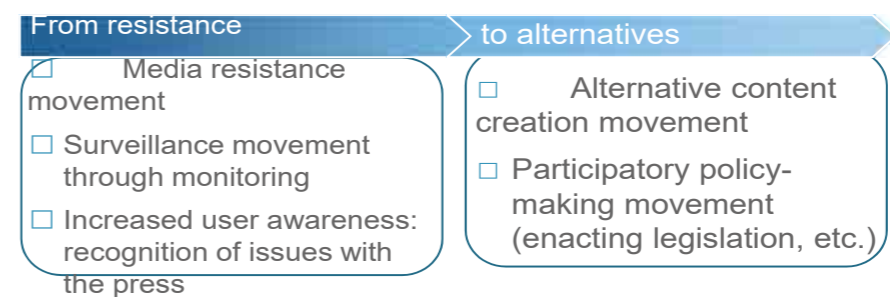 From resistance
to alternatives
□ Media resistance
movement
□ Surveillance movement
through monitoring
□ Increased user awareness:
recognition of issues with
the press
□ Alternative content
creation movement
□ Participatory policy-
making movement
(enacting legislation, etc.)